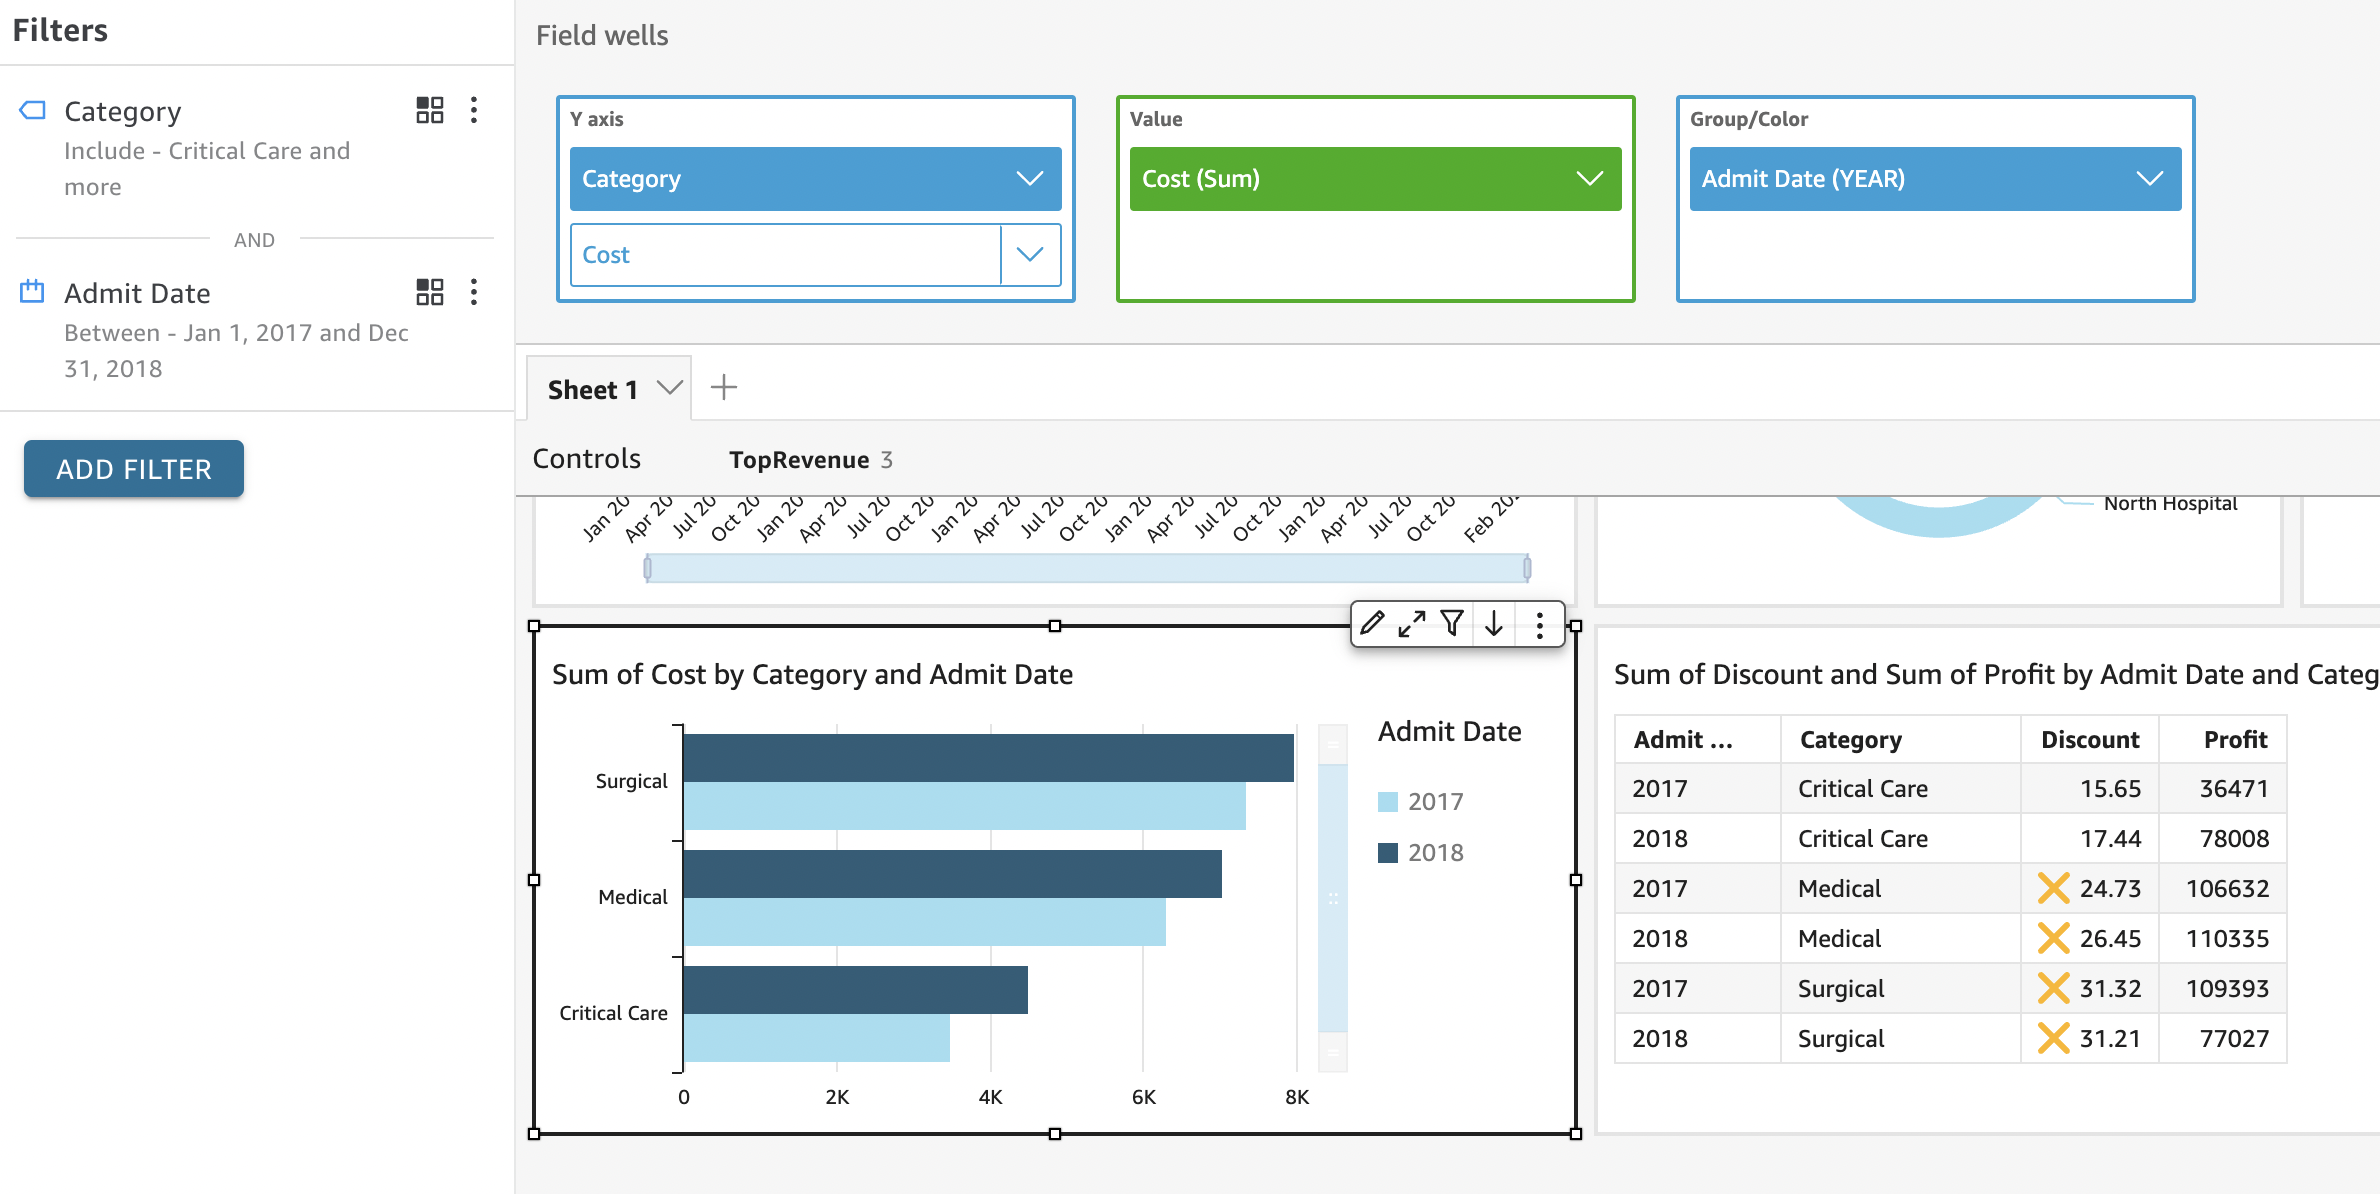 Filters
Category
Include - Critical Care and
more
AND
Admit Date
Between - Jan 1, 2017 and Dec
31, 2018
ADD FILTER
Field wells
Y axis
Category
Cost
Value
Cost (Sum)
Group/Color
Admit Date (YEAR)
Sheet 1
Controls TopRevenue 3
Jan 20 Apr 20 Jul 20 Oct 20 Jan 20 Apr 20 Jul 20 Oct 20 Jan 20 Apr 20 Jul 20 Oct 20 Jan 20 Apr 20 Jul 20 Oct 20 Jan 20 Apr 20 Jul 20 Oct 20 Feb 20
North Hospital
Sum of Cost by Category and Admit Date
Surgical
Medical
Critical Care
0 2K 4K 6K 8K
Admit Date
2017
2018
Sum of Discount and Sum of Profit by Admit Date and Categ
Admit ... Category Discount Profit
2017 Critical Care 15.65 36471
2018 Critical Care 17.44 78008
2017 Medical 24.73 106632
2018 Medical 26.45 110335
2017 Surgical 31.32 109393
2018 Surgical 31.21 77027